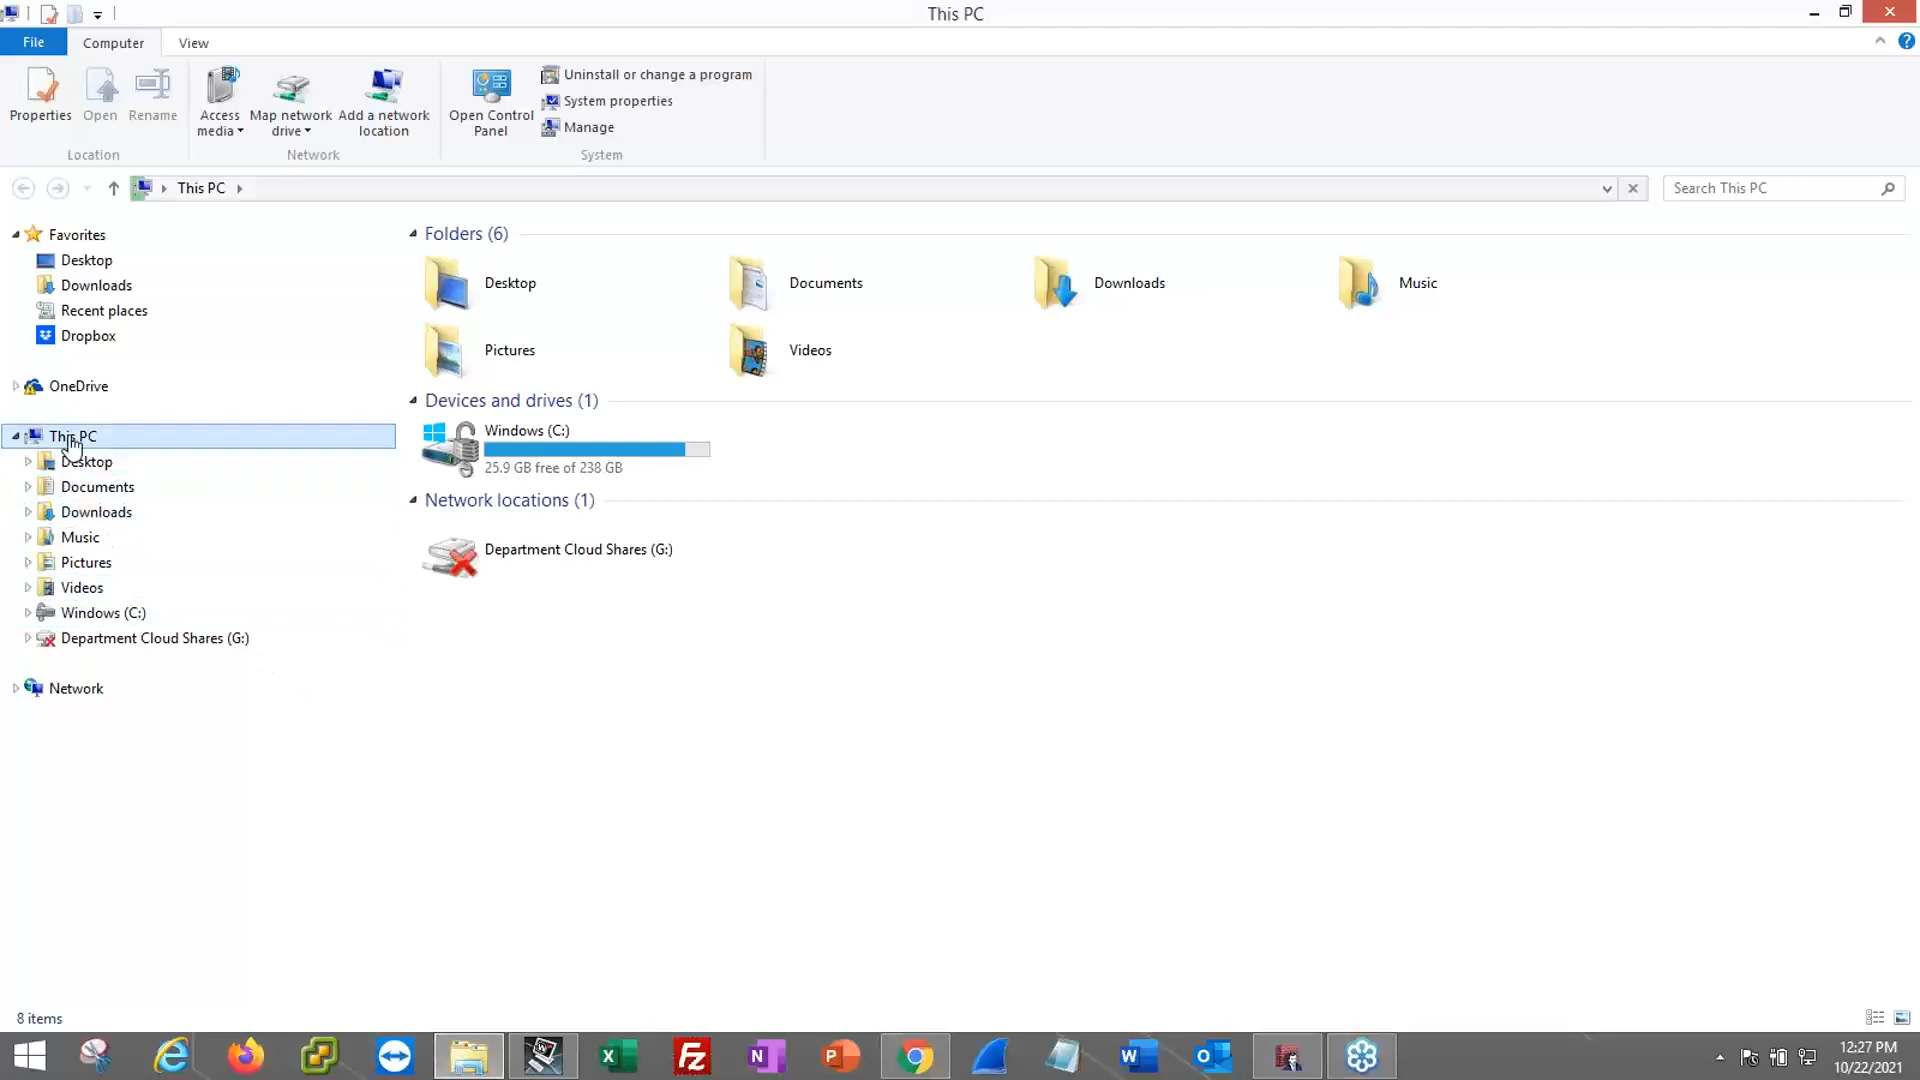 This PC
File
Computer
View
Properties
Open
Rename
Access media
Map network drive
Add a network location
Open Control Panel
Uninstall or change a program
System properties
Manage
Location
Network
System
This PC
Search This PC
Favorites
Desktop
Downloads
Recent places
Dropbox
OneDrive
This PC
Desktop
Documents
Downloads
Music
Pictures
Videos
Windows (C:)
Department Cloud Shares (G:)
Network
Folders (6)
Desktop
Documents
Downloads
Music
Pictures
Videos
Devices and drives (1)
Windows (C:)
25.9 GB free of 238 GB
Network locations (1)
Department Cloud Shares (G:)
8 items
12:27 PM
10/22/2021